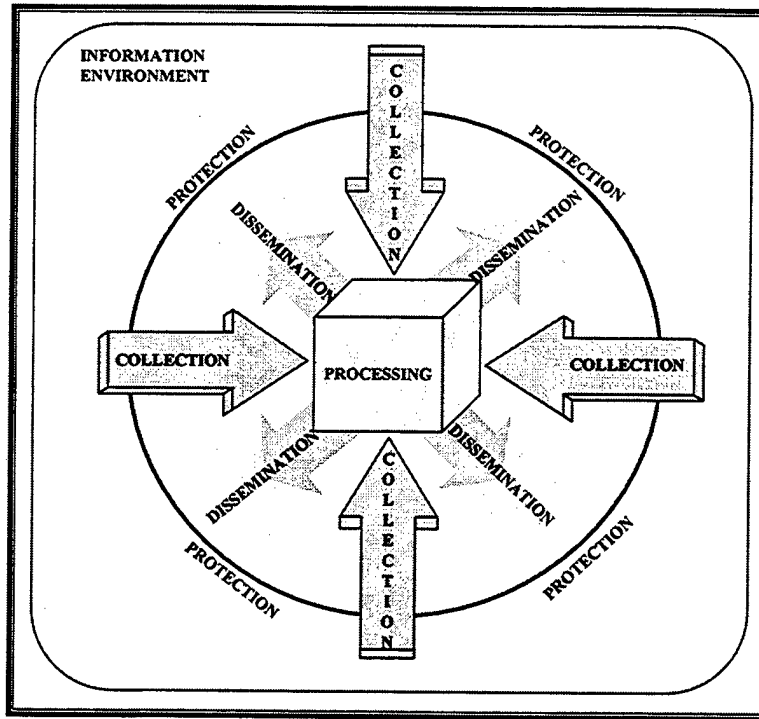 INFORMATION
ENVIRONMENT
COLLECTION
PROTECTION
PROTECTION
DISSEMINATION
DISSEMINATION
COLLECTION
PROCESSING
COLLECTION
DISSEMINATION
DISSEMINATION
COLLECTION
PROTECTION
PROTECTION